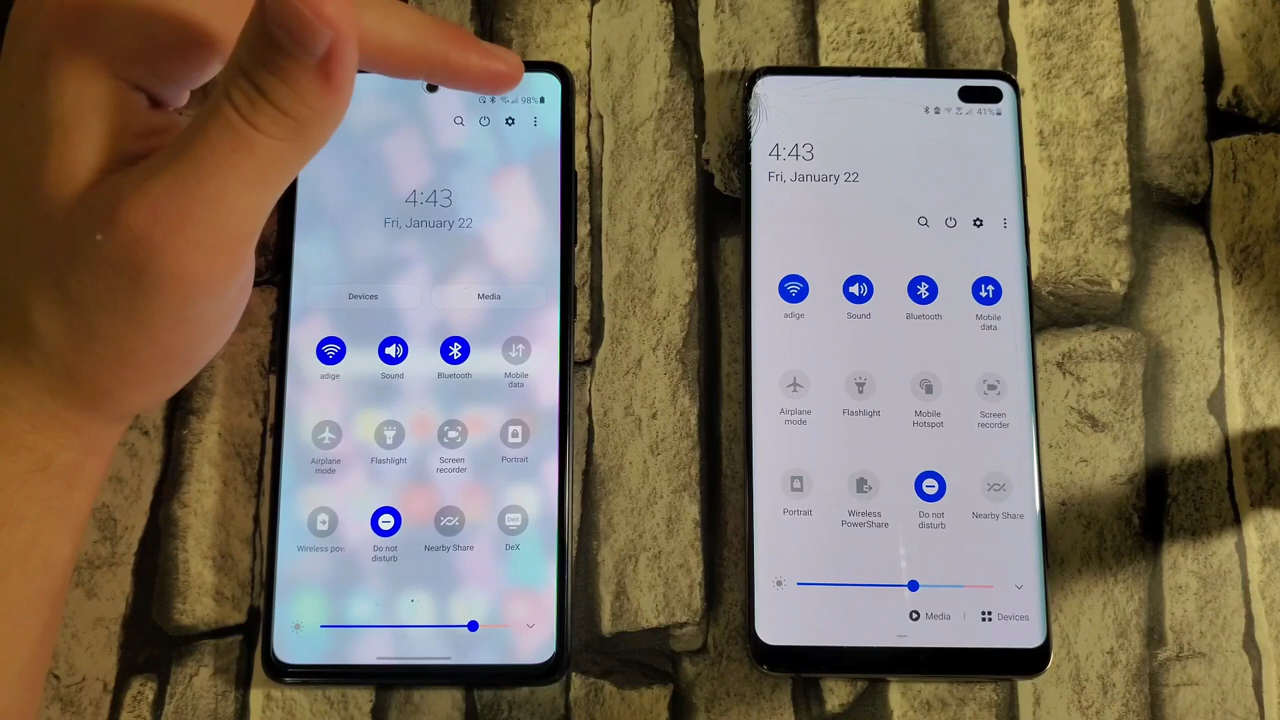 98%
4:43
Fri, January 22
Devices
Media
adige
Sound
Bluetooth
Mobile
data
Airplane
mode
Flashlight
Screen
recorder
Portrait
Wireless pow
Do not
disturb
Nearby Share
DeX
DeX
41%
4:43
Fri, January 22
adige
Sound
Bluetooth
Mobile
data
Airplane
mode
Flashlight
Mobile
Hotspot
Screen
recorder
Portrait
Wireless
PowerShare
Do not
disturb
Nearby Share
Media
Devices